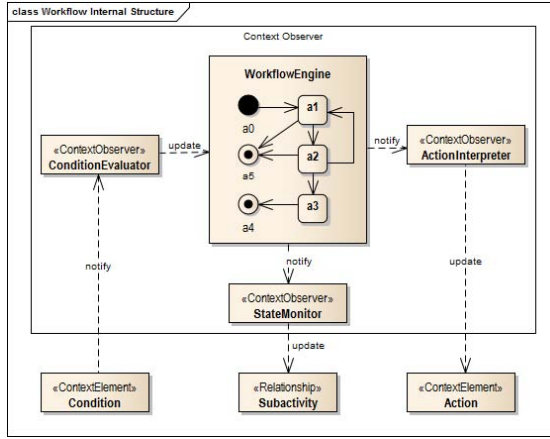 class Workflow Internal Structure
Context Observer
WorkflowEngine
a0
a1
a5
a2
a4
a3
«ContextObserver»
ConditionEvaluator
update
notify
«ContextObserver»
ActionInterpreter
notify
notify
update
«ContextObserver»
StateMonitor
update
«ContextElement»
Condition
«Relationship»
Subactivity
«ContextElement»
Action